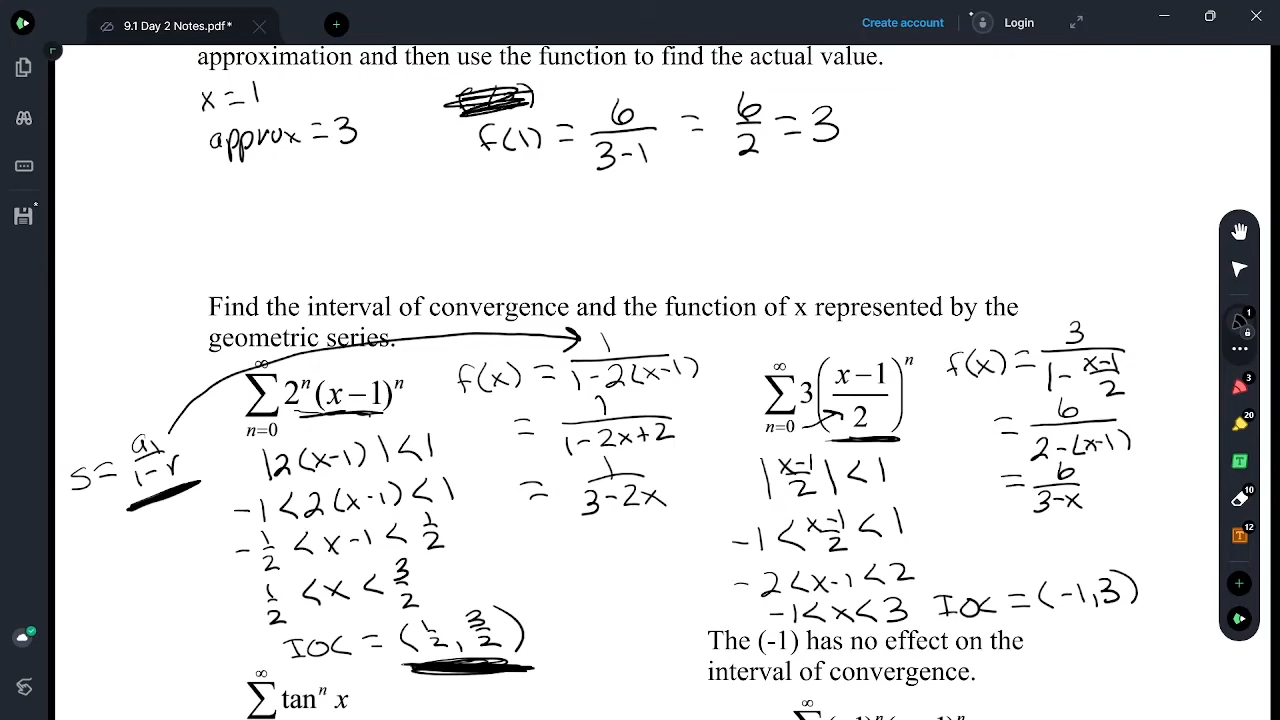 9.1 Day 2 Notes.pdf*
Create account
Login
approximation and then use the function to find the actual value.
x = 1
approx = 3
f(1) = 6/(3-1) = 6/2 = 3
Find the interval of convergence and the function of x represented by the
geometric series.
∞ ∑ n=0 2ⁿ(x−1)ⁿ
S = a₁/(1-r)
|2(x-1)| < 1
-1 < 2(x-1) < 1
-1/2 < x-1 < 1/2
1/2 < x < 3/2
IOC = (1/2, 3/2)
f(x) = 1/(1-2(x-1))
= 1/(1-2x+2)
= 1/(3-2x)
∞ ∑ n=0 3((x−1)/2)ⁿ
|(x-1)/2| < 1
-1 < (x-1)/2 < 1
-2 < x-1 < 2
-1 < x < 3
IOC = (-1,3)
f(x) = 3/(1-(x-1)/2)
= 6/(2-(x-1))
= 6/(3-x)
The (-1) has no effect on the
interval of convergence.
∞ ∑ tanⁿ x
1
3
20
T
10
12
T